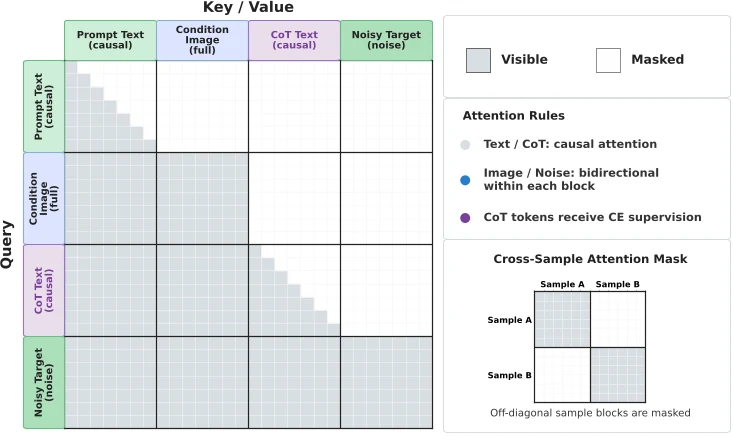 Key / Value
Prompt Text
(causal)
Condition
Image
(full)
CoT Text
(causal)
Noisy Target
(noise)
Query
Prompt Text
(causal)
Condition
Image
(full)
CoT Text
(causal)
Noisy Target
(noise)
Visible
Masked
Attention Rules
Text / CoT: causal attention
Image / Noise: bidirectional
within each block
CoT tokens receive CE supervision
Cross-Sample Attention Mask
Sample A
Sample B
Sample A
Sample B
Off-diagonal sample blocks are masked